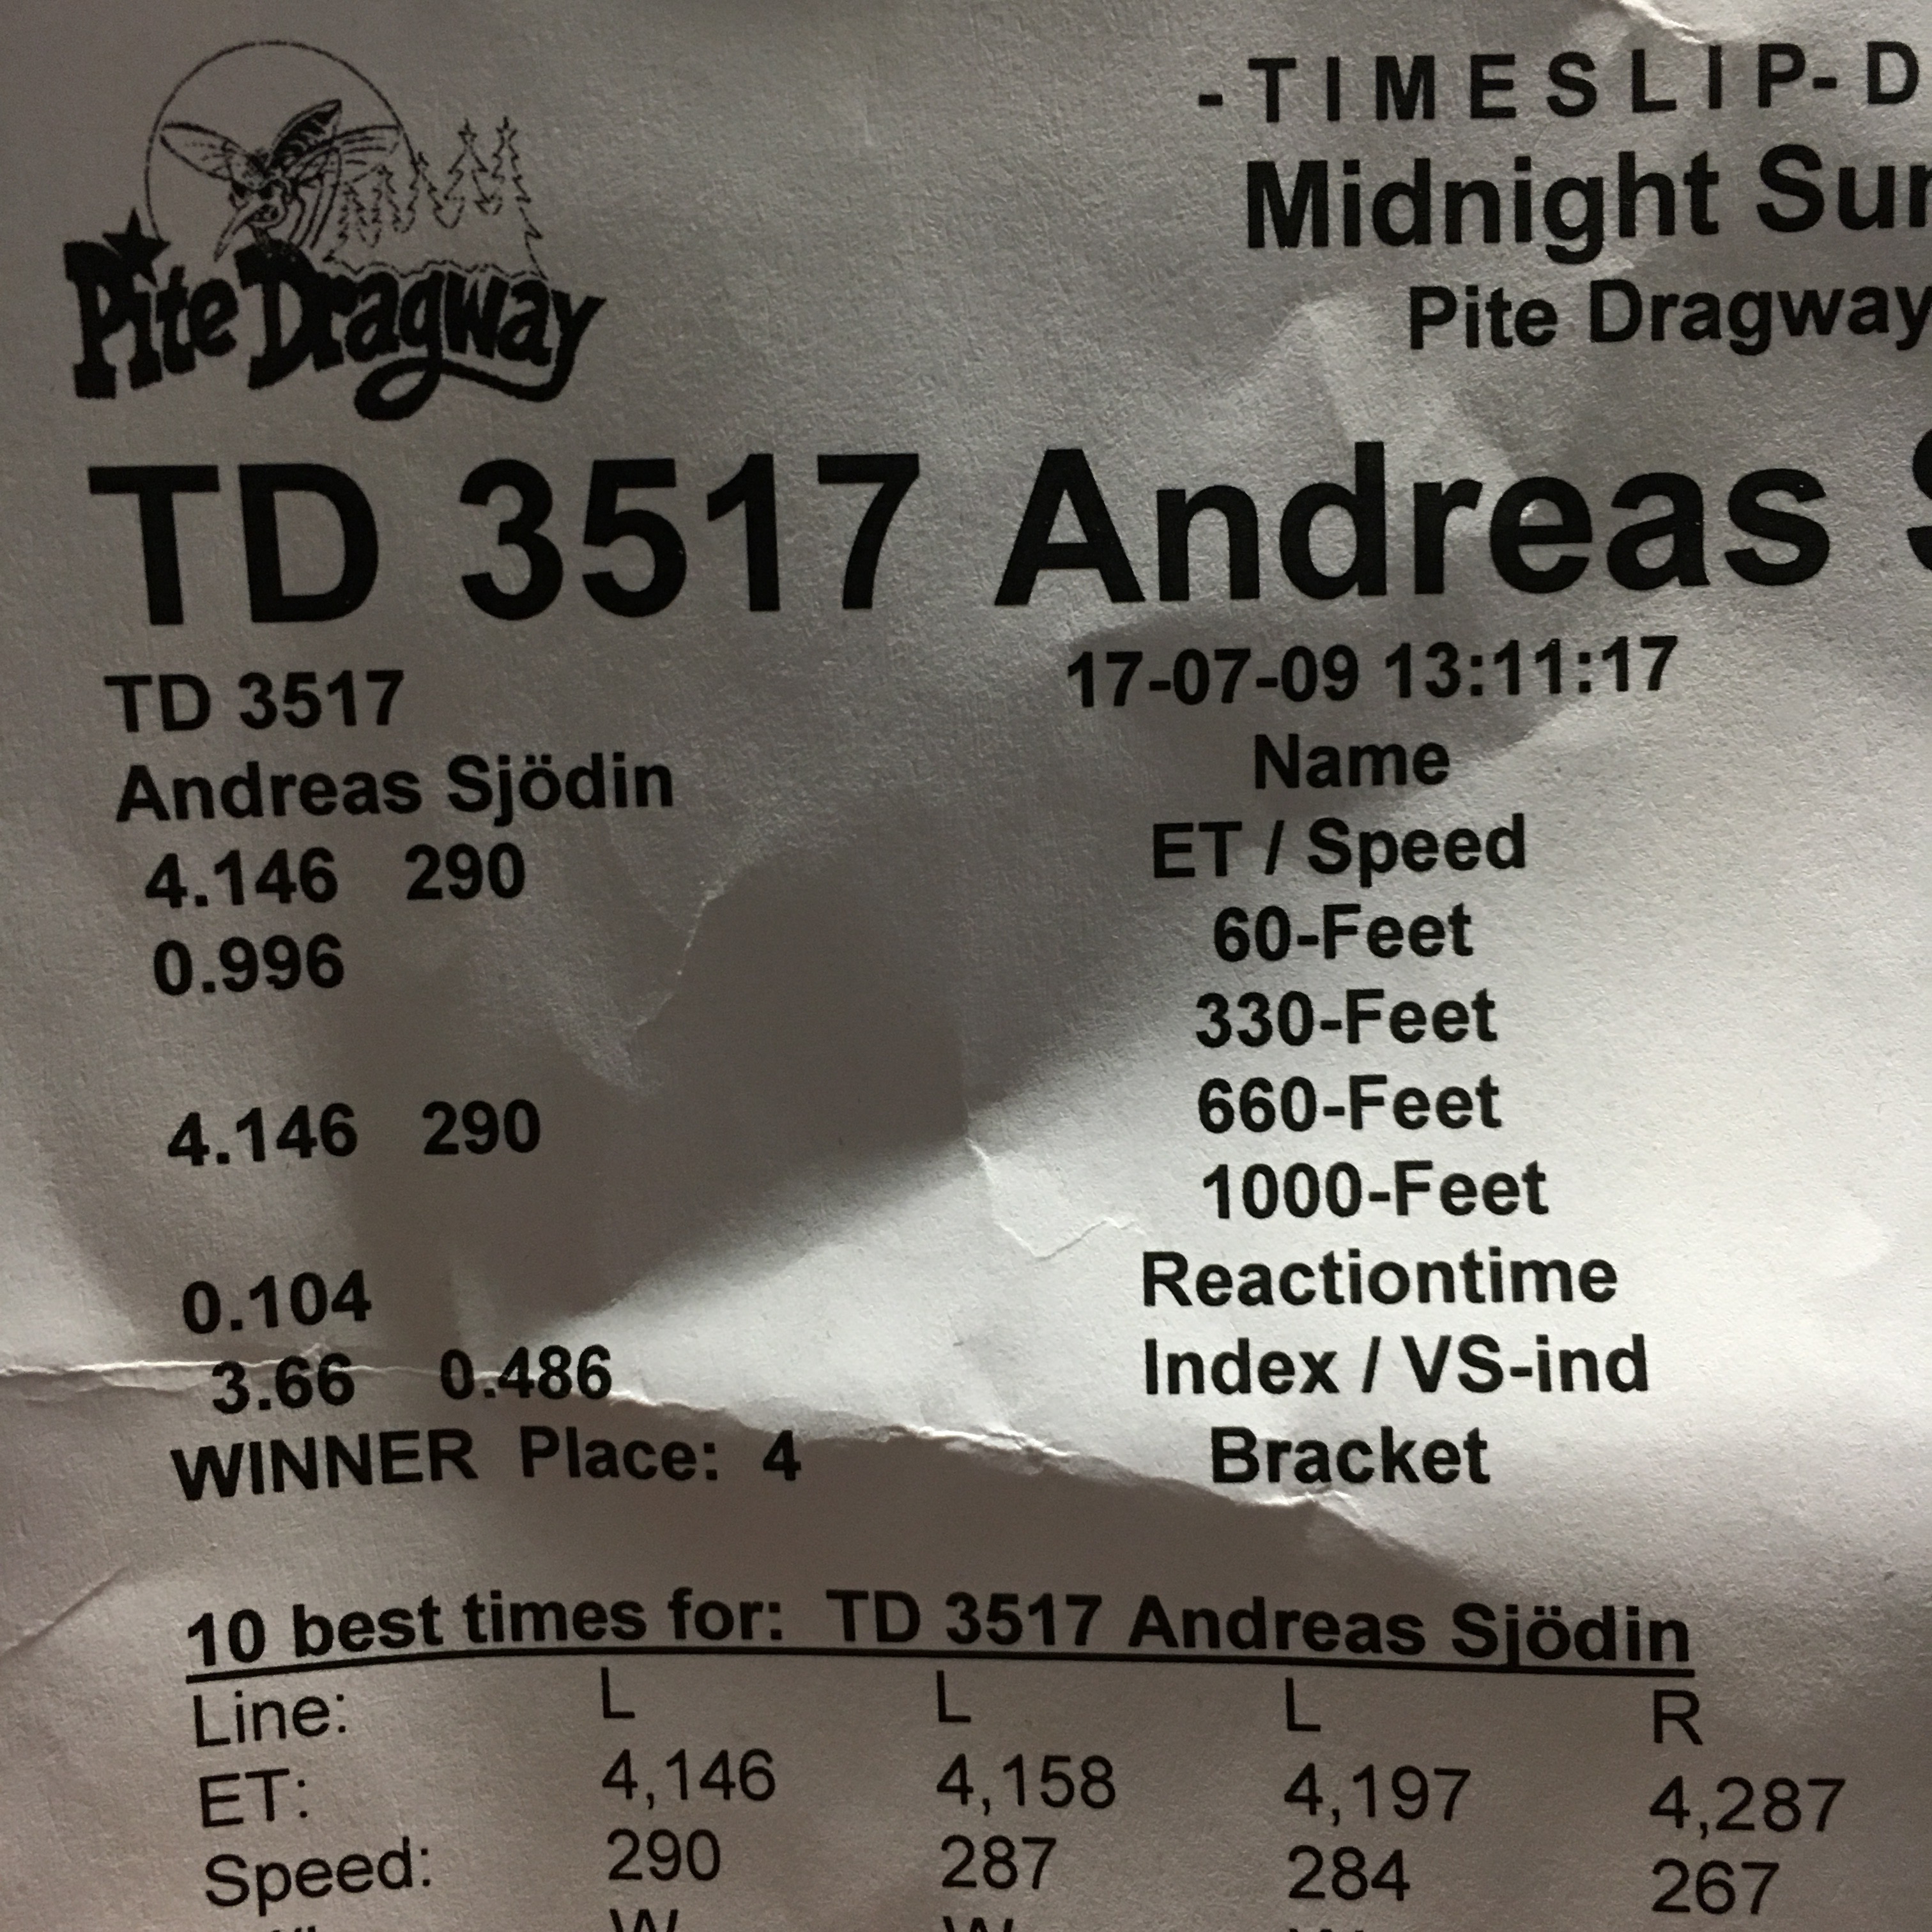 Pite Dragway
-TIMESLIP-
Midnight
Pite Dragway
TD 3517 Andreas
TD 3517 17-07-09 13:11:17
Andreas Sjödin Name
4.146 290 ET / Speed
0.996 60-Feet
330-Feet
4.146 290 660-Feet
1000-Feet
0.104 Reactiontime
3.66 0.486 Index / VS-ind
WINNER Place: 4 Bracket
10 best times for: TD 3517 Andreas Sjödin
Line: L L L R
ET: 4,146 4,158 4,197 4,287
Speed: 290 287 284 267